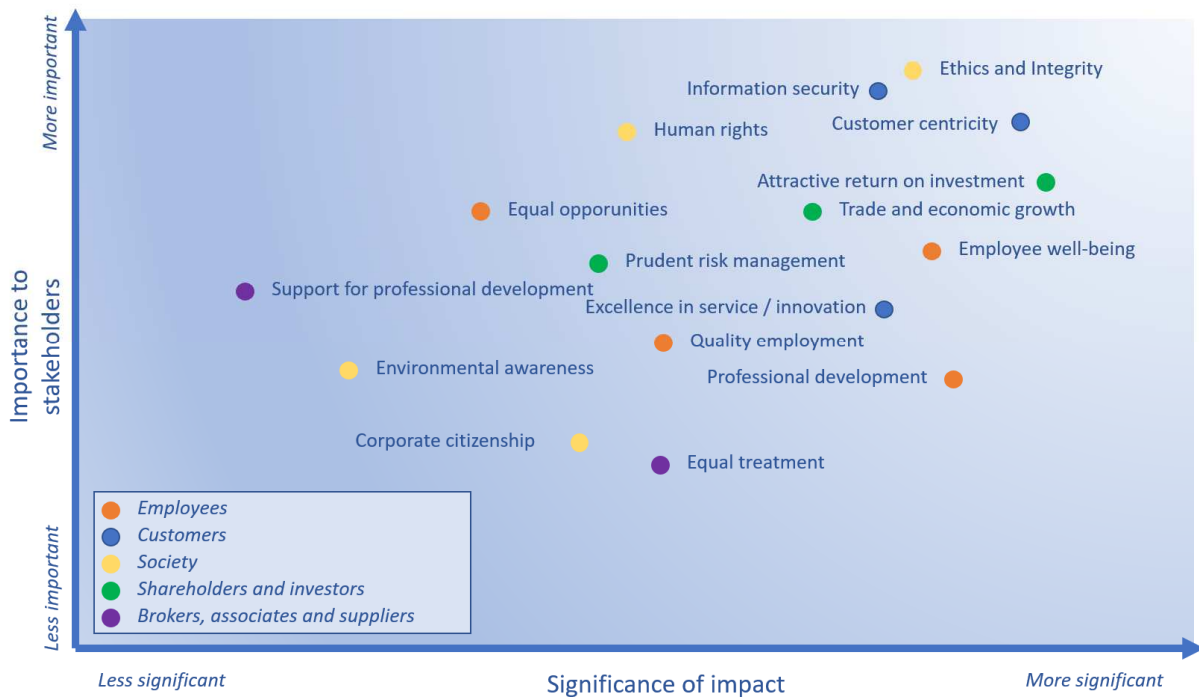 More important
Ethics and Integrity
Information security
Customer centricity
Human rights
Attractive return on investment
Equal opporunities
Trade and economic growth
Employee well-being
Prudent risk management
Support for professional development
Excellence in service / innovation
Quality employment
Environmental awareness
Professional development
Corporate citizenship
Equal treatment
Importance to
stakeholders
Employees
Customers
Society
Shareholders and investors
Brokers, associates and suppliers
Less important
Less significant
Significance of impact
More significant